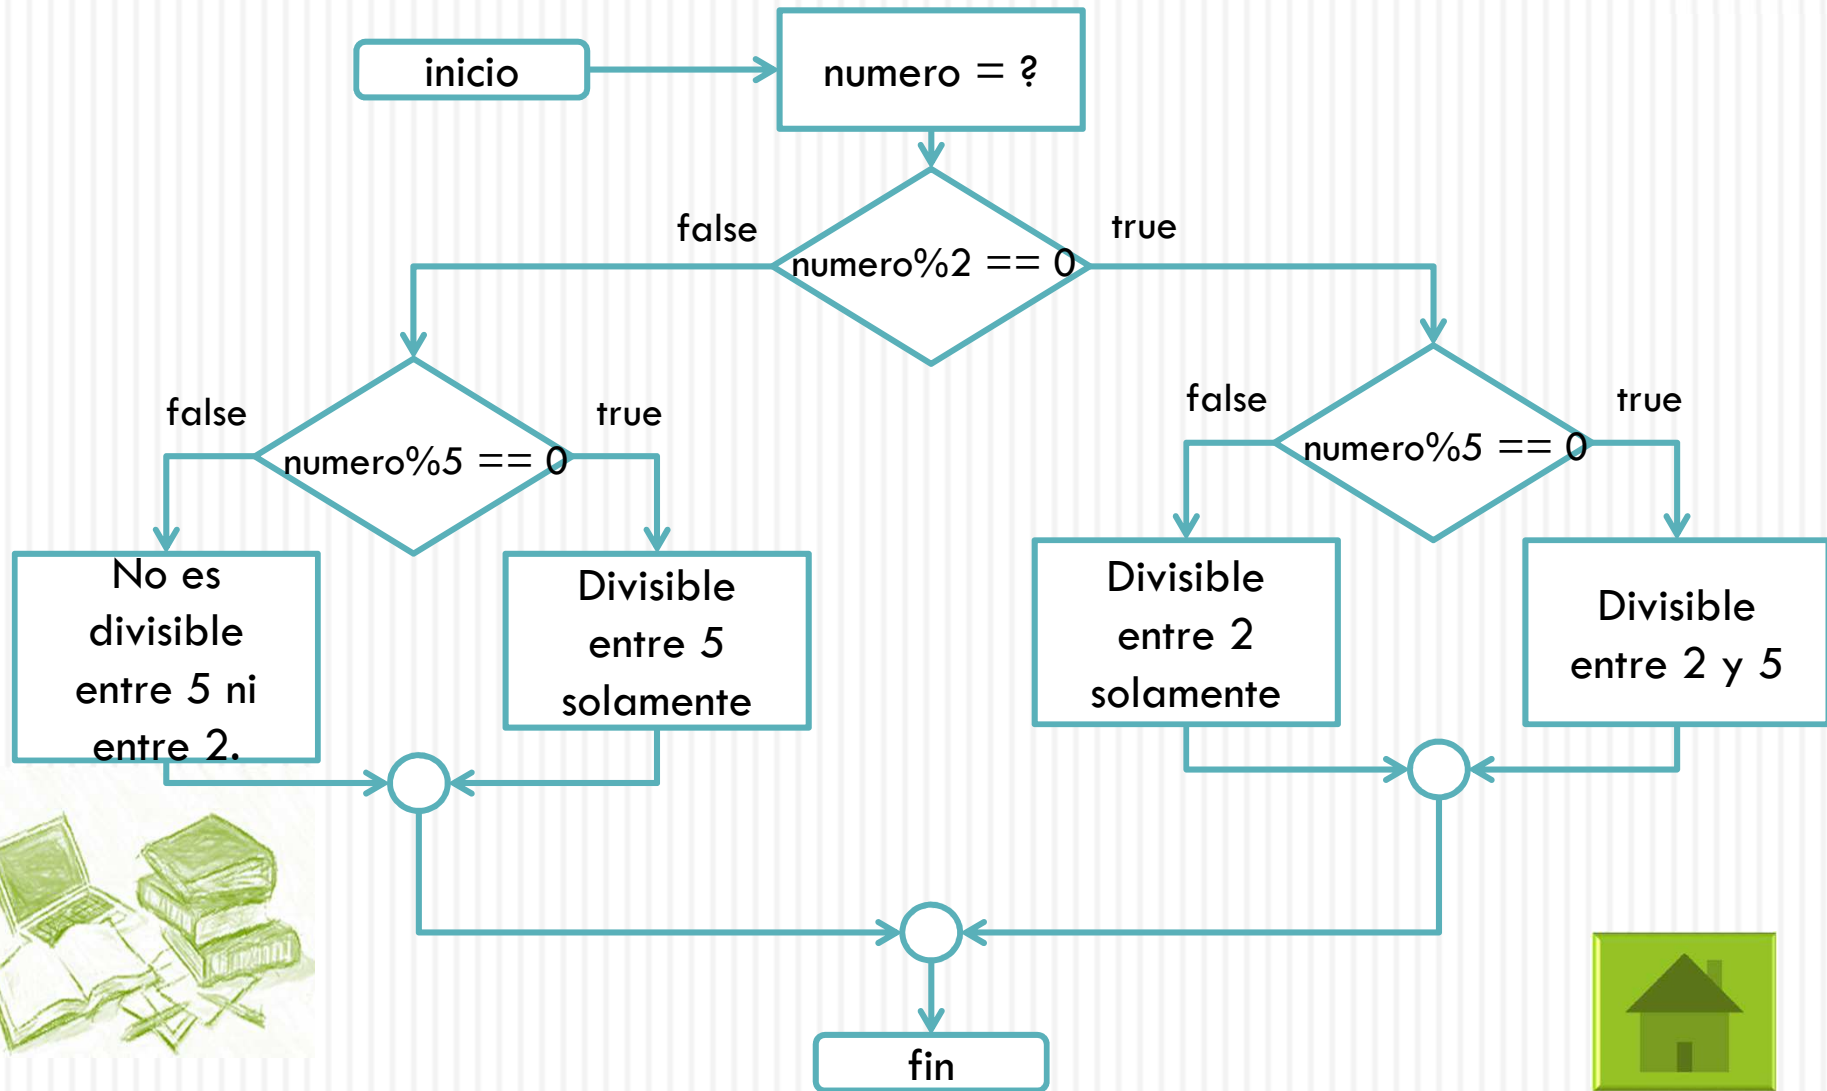 inicio
numero = ?
false
true
numero%2 == 0
false
true
numero%5 == 0
false
true
numero%5 == 0
No es
divisible
entre 5 ni
entre 2.
Divisible
entre 5
solamente
Divisible
entre 2
solamente
Divisible
entre 2 y 5
fin